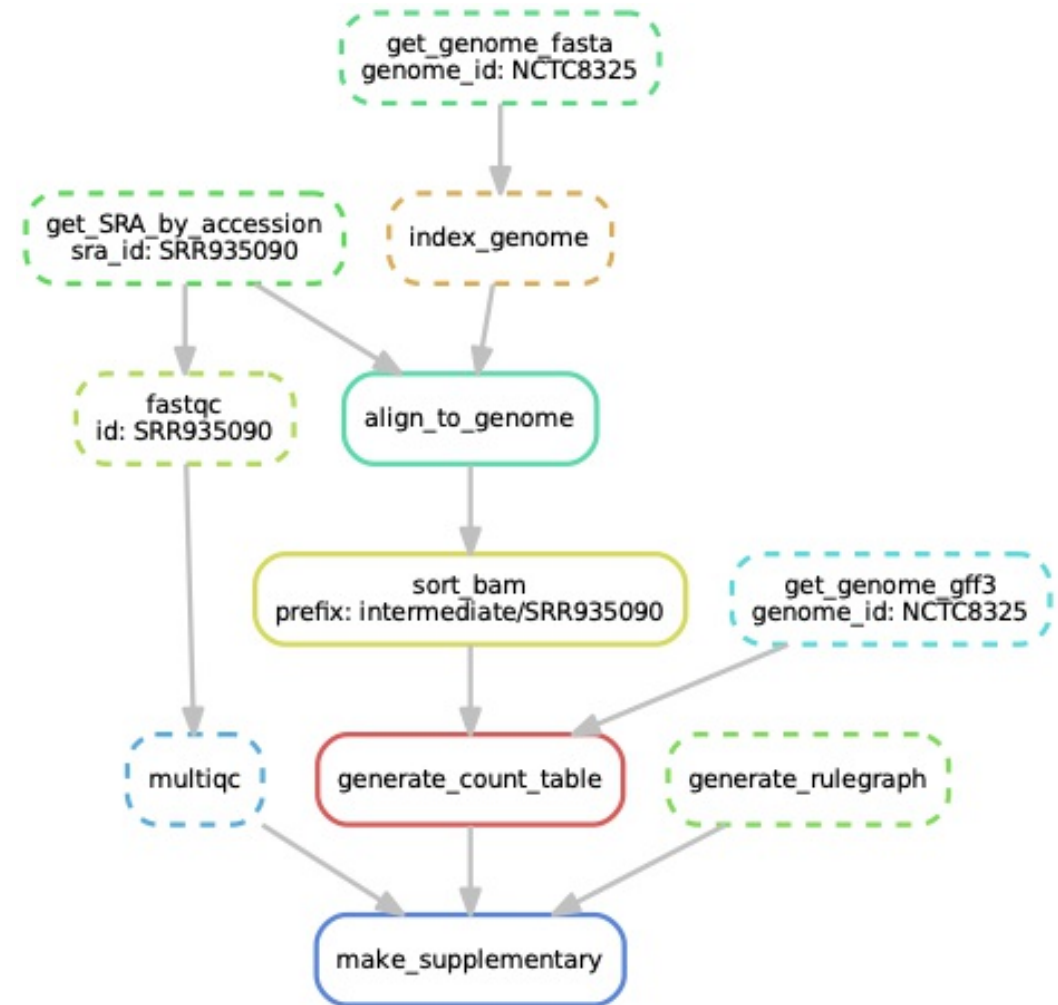 get_genome_fasta
genome_id: NCTC8325
get_SRA_by_accession
sra_id: SRR935090
index_genome
fastqc
id: SRR935090
align_to_genome
sort_bam
prefix: intermediate/SRR935090
get_genome_gff3
genome_id: NCTC8325
multiqc
generate_count_table
generate_rulegraph
make_supplementary